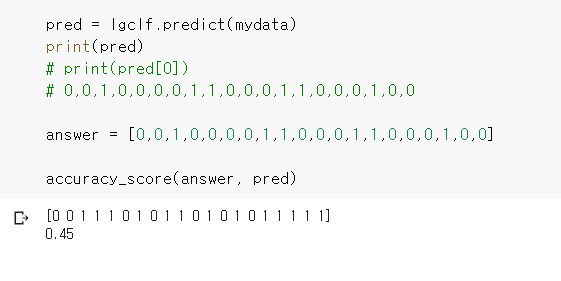 pred = lgclf.predict(mydata)
print(pred)
# print(pred[0])
# 0,0,1,0,0,0,0,1,1,0,0,0,1,1,0,0,0,1,0,0
answer = [0,0,1,0,0,0,0,1,1,0,0,0,1,1,0,0,0,1,0,0]
accuracy_score(answer, pred)
[0 0 1 1 1 0 1 0 1 1 0 1 0 1 0 1 1 1 1 1]
0.45